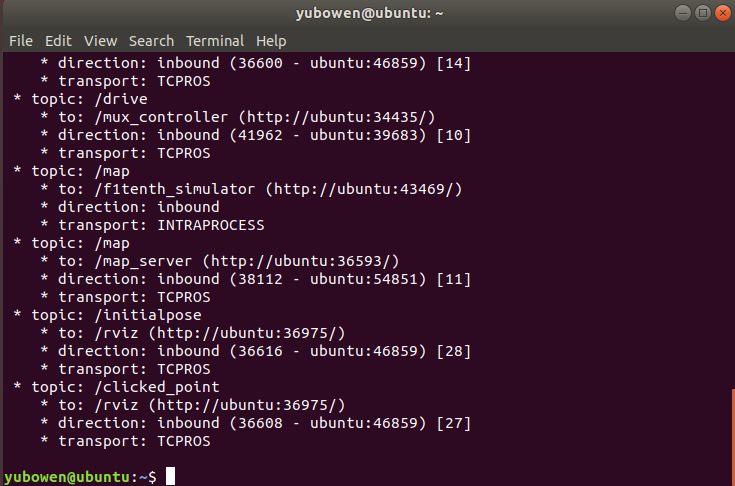 yubowen@ubuntu: ~
File Edit View Search Terminal Help
* direction: inbound (36600 - ubuntu:46859) [14]
* transport: TCPROS
* topic: /drive
* to: /mux_controller (http://ubuntu:34435/)
* direction: inbound (41962 - ubuntu:39683) [10]
* transport: TCPROS
* topic: /map
* to: /f1tenth_simulator (http://ubuntu:43469/)
* direction: inbound
* transport: INTRAPROCESS
* topic: /map
* to: /map_server (http://ubuntu:36593/)
* direction: inbound (38112 - ubuntu:54851) [11]
* transport: TCPROS
* topic: /initialpose
* to: /rviz (http://ubuntu:36975/)
* direction: inbound (36616 - ubuntu:46859) [28]
* transport: TCPROS
* topic: /clicked_point
* to: /rviz (http://ubuntu:36975/)
* direction: inbound (36608 - ubuntu:46859) [27]
* transport: TCPROS
yubowen@ubuntu:~$